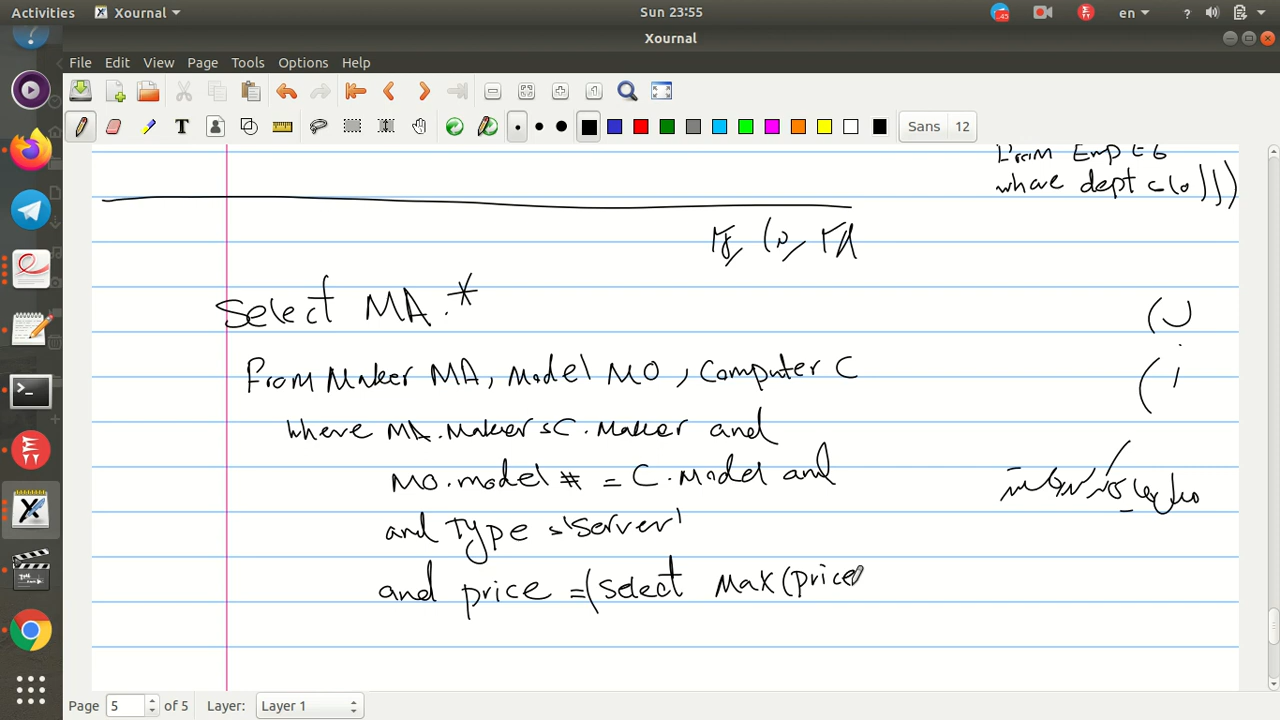 Activities Xournal Sun 23:55 en ?
Xournal
File Edit View Page Tools Options Help
Sans 12
From Emp E6
where dept =(10)))
Select MA.*
From Maker MA, Model MO, Computer C
where MA.Maker=C.Maker and
MO.model# = C.Model and
and Type ='Server'
and price =(Select Max(price
Page 5 of 5 Layer: Layer 1